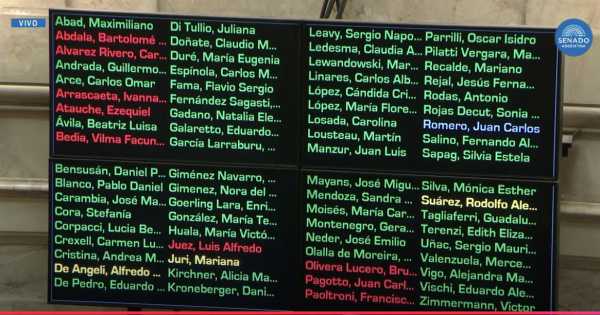 VIVO
SENADO
ARGENTINA
Abad, Maximiliano
Abdala, Bartolomé ...
Alvarez Rivero, Car...
Andrada, Guillermo...
Arce, Carlos Omar
Arrascaeta, Ivanna...
Atauche, Ezequiel
Ávila, Beatriz Luisa
Bedia, Vilma Facun...
Di Tullio, Juliana
Doñate, Claudio M...
Duré, María Eugenia
Espínola, Carlos M...
Fama, Flavio Sergio
Fernández Sagasti,...
Gadano, Natalia Ele...
Galaretto, Eduardo...
García Larraburu, ...
Leavy, Sergio Napo...
Ledesma, Claudia A...
Lewandowski, Mar...
Linares, Carlos Alb...
López, Cándida Cri...
López, María Flore...
Losada, Carolina
Lousteau, Martín
Manzur, Juan Luis
Parrilli, Oscar Isidro
Pilatti Vergara, Ma...
Recalde, Mariano
Rejal, Jesús Ferna...
Rodas, Antonio
Rojas Decut, Sonia ...
Romero, Juan Carlos
Salino, Fernando Al...
Sapag, Silvia Estela
Bensusán, Daniel P...
Blanco, Pablo Daniel
Carambia, José Ma...
Cora, Stefanía
Corpacci, Lucia Be...
Crexell, Carmen Lu...
Cristina, Andrea M...
De Angeli, Alfredo ...
De Pedro, Eduardo ...
Giménez Navarro, ...
Gimenez, Nora del ...
Goerling Lara, Enri...
González, María Te...
Huala, María Victó...
Juez, Luis Alfredo
Juri, Mariana
Kirchner, Alicia Ma...
Kroneberger, Dani...
Mayans, José Migu...
Mendoza, Sandra ...
Moisés, María Car...
Montenegro, Gera...
Neder, José Emilio
Olalla de Moreira, ...
Olivera Lucero, Bru...
Pagotto, Juan Carl...
Paoltroni, Francisc...
Silva, Mónica Esther
Suárez, Rodolfo Ale...
Tagliaferri, Guadalu...
Terenzi, Edith Eliza...
Uñac, Sergio Mauri...
Valenzuela, Merce...
Vigo, Alejandra Ma...
Vischi, Eduardo Ale...
Zimmermann, Víctor